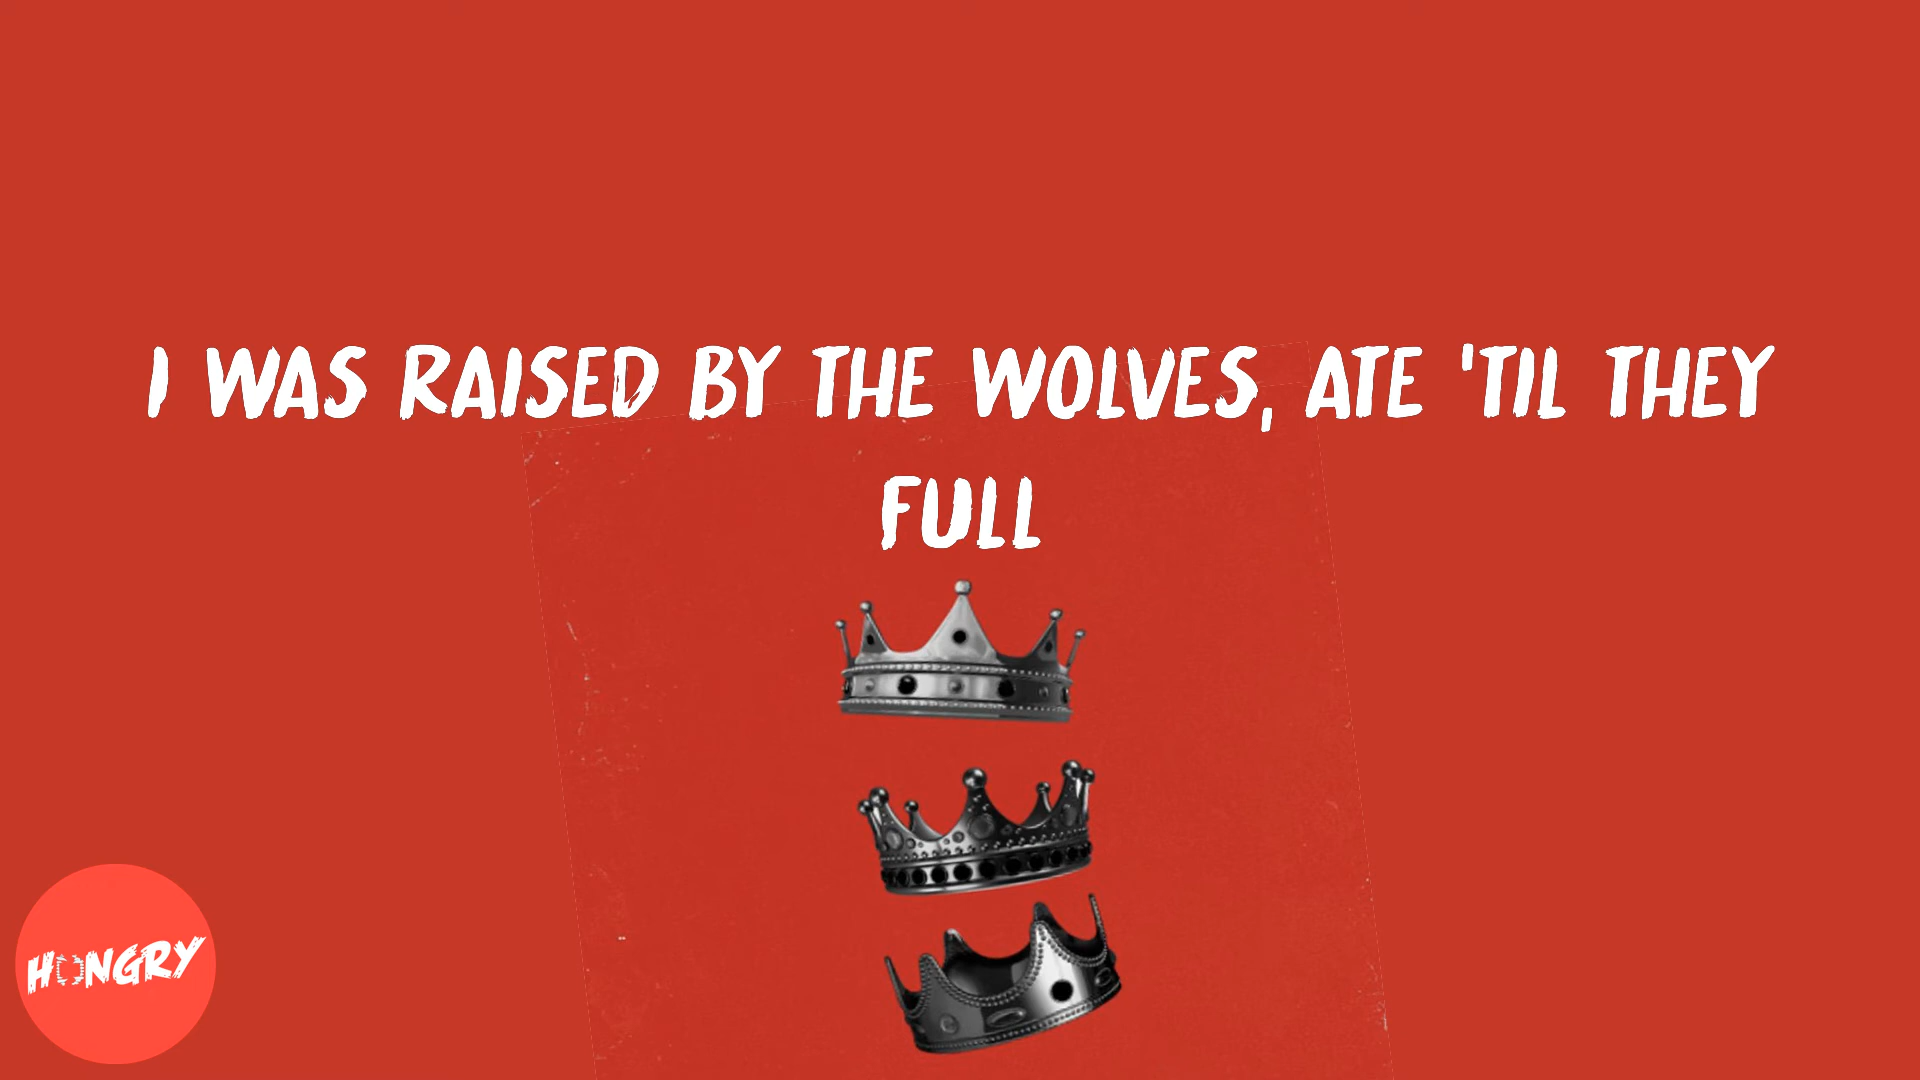 I WAS RAISED BY THE WOLVES, ATE 'TIL THEY
FULL
HUNGRY